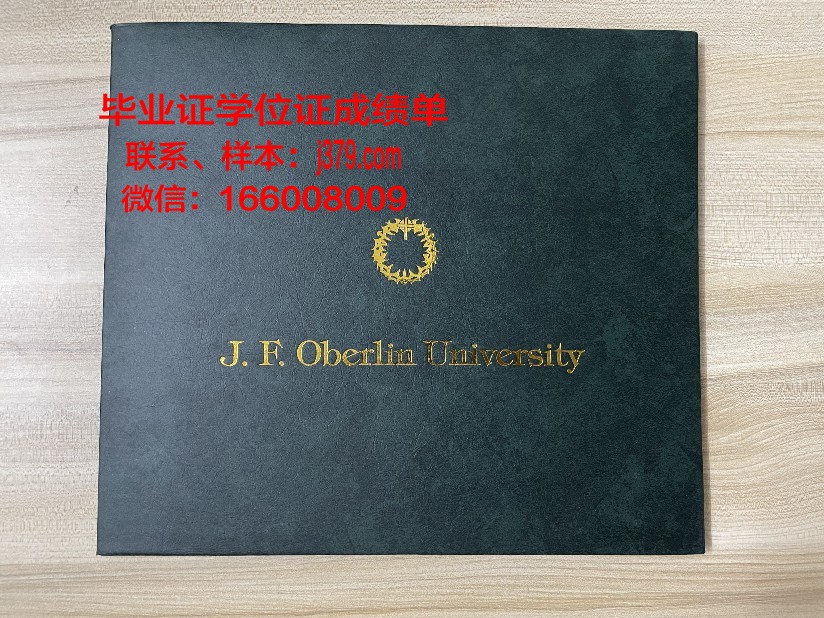 毕业证学位证成绩单
联系、样本：j379.com
微信：166008009
J. F. Oberlin University